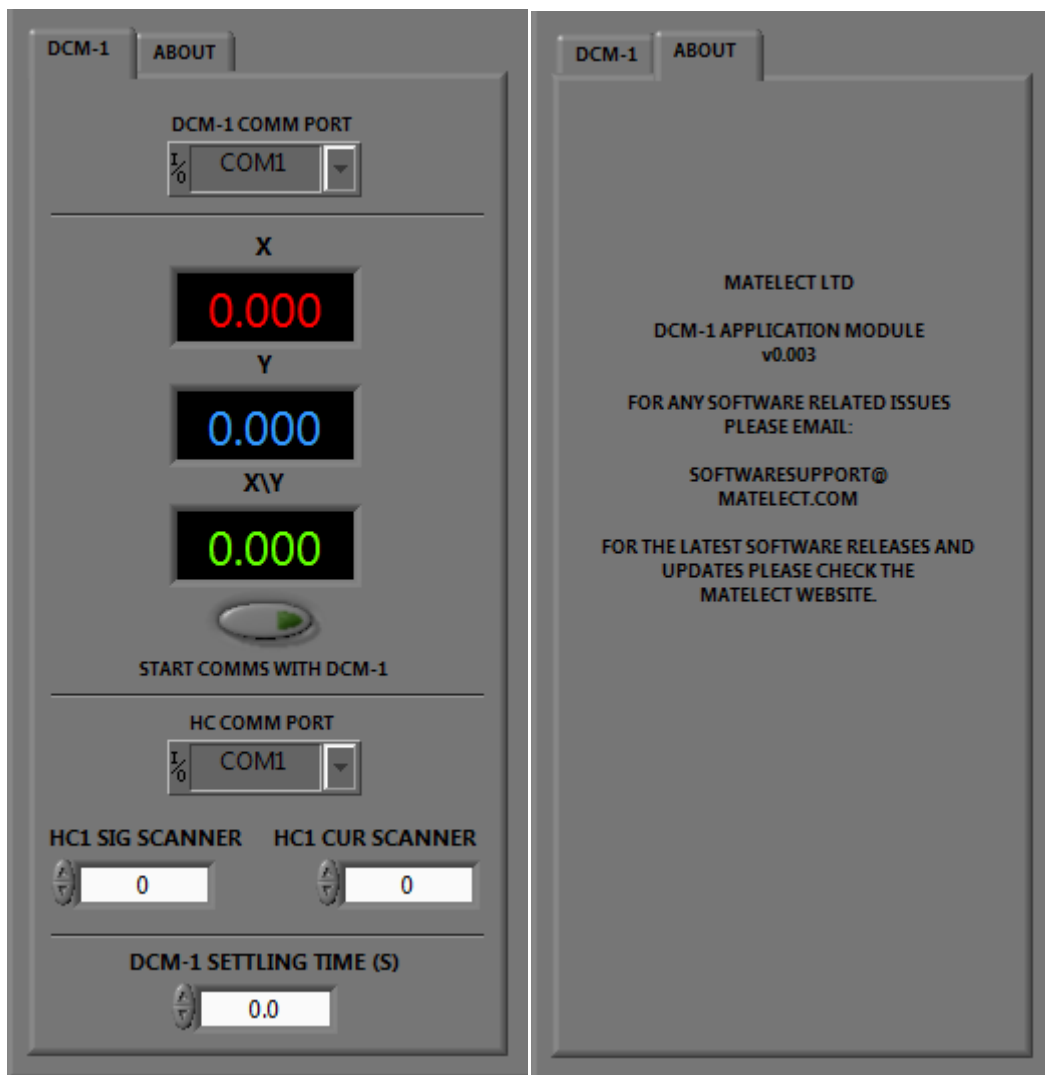 DCM-1 ABOUT
DCM-1 COMM PORT
I/O COM1
X
0.000
Y
0.000
X\Y
0.000
START COMMS WITH DCM-1
HC COMM PORT
I/O COM1
HC1 SIG SCANNER HC1 CUR SCANNER
0 0
DCM-1 SETTLING TIME (S)
0.0
DCM-1 ABOUT
MATELECT LTD
DCM-1 APPLICATION MODULE
v0.003
FOR ANY SOFTWARE RELATED ISSUES
PLEASE EMAIL:
SOFTWARESUPPORT@
MATELECT.COM
FOR THE LATEST SOFTWARE RELEASES AND
UPDATES PLEASE CHECK THE
MATELECT WEBSITE.